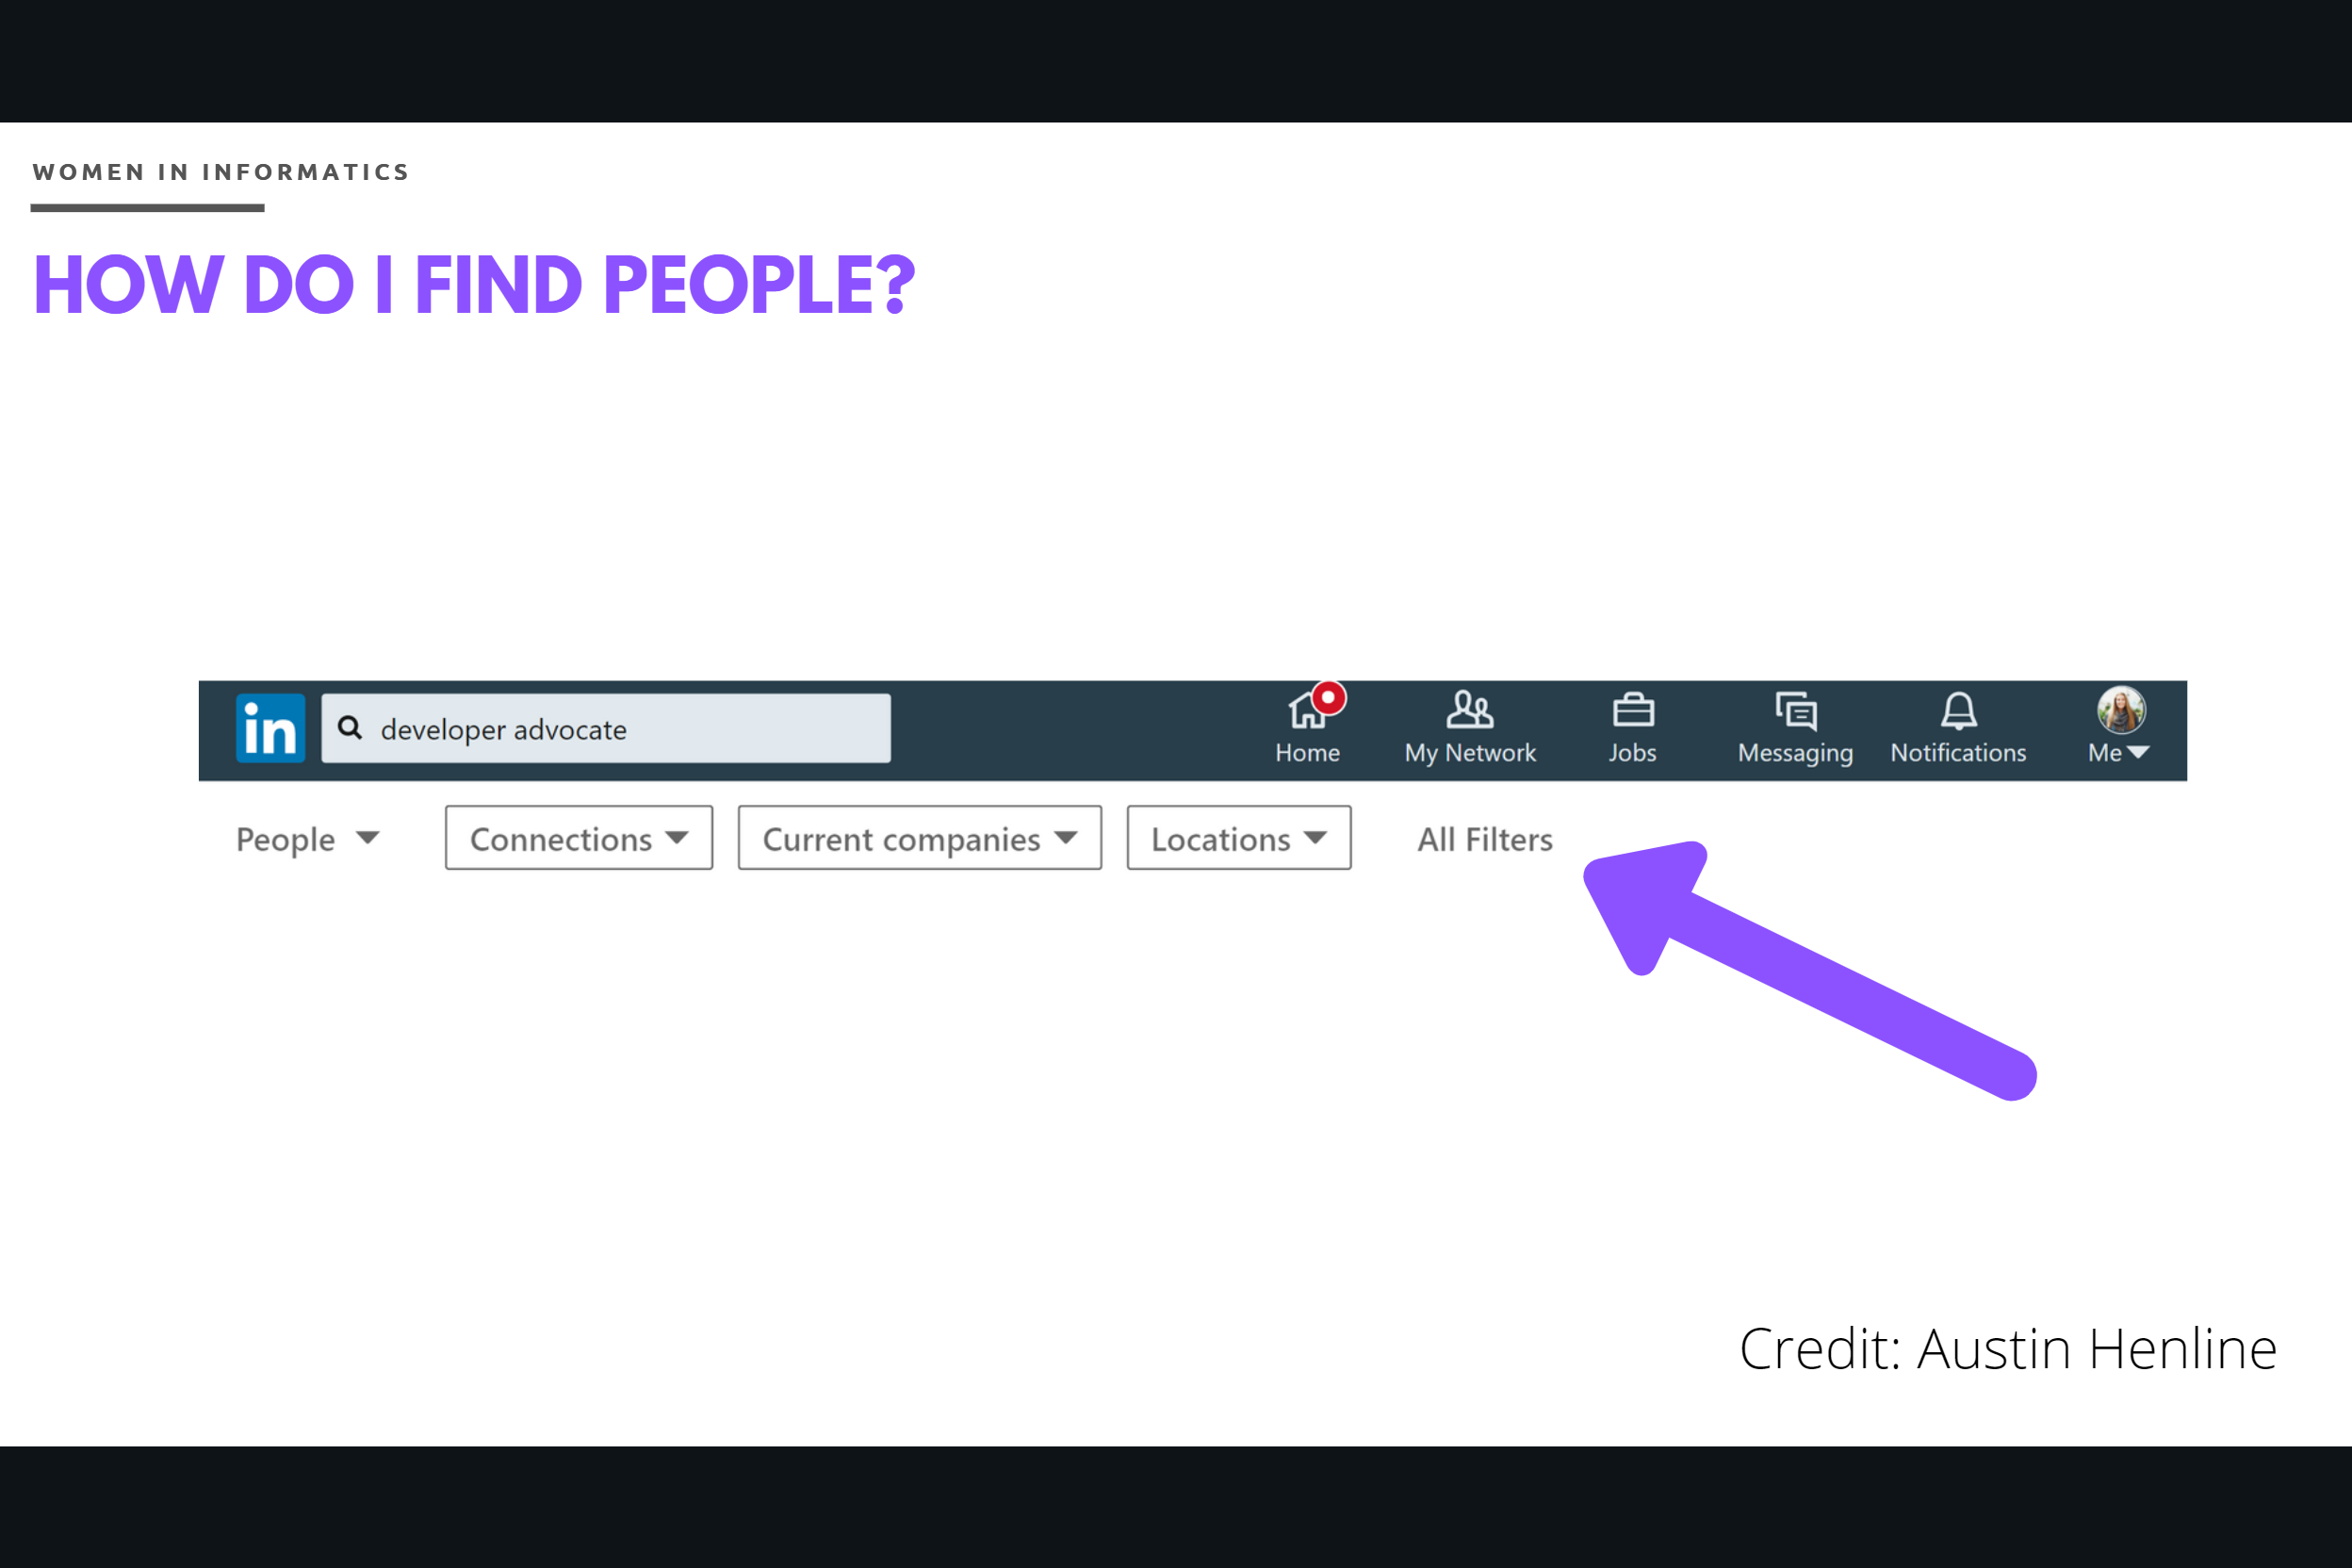 WOMEN IN INFORMATICS
HOW DO I FIND PEOPLE?
in developer advocate Home My Network Jobs Messaging Notifications Me
People Connections Current companies Locations All Filters
Credit: Austin Henline